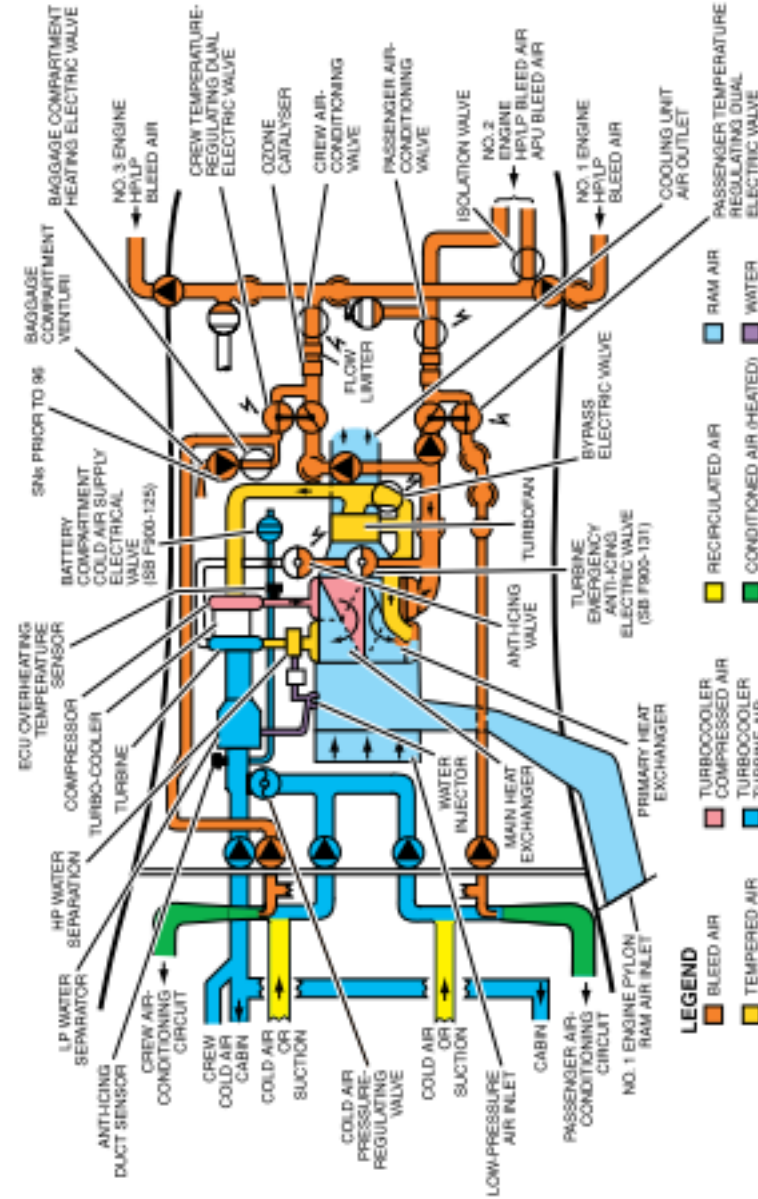 BAGGAGE COMPARTMENT
HEATING ELECTRIC VALVE
NO. 3 ENGINE
HP/LP
BLEED AIR
CREW TEMPERATURE-
REGULATING DUAL
ELECTRIC VALVE
OZONE
CATALYSER
CREW AIR-
CONDITIONING
VALVE
PASSENGER AIR-
CONDITIONING
VALVE
ISOLATION VALVE
NO. 2
ENGINE
HP/LP BLEED AIR
APU BLEED AIR
NO. 1 ENGINE
HP/LP
BLEED AIR
COOLING UNIT
AIR OUTLET
PASSENGER TEMPERATURE
REGULATING DUAL
ELECTRIC VALVE
BAGGAGE
COMPARTMENT
VENTURI
SNs PRIOR TO 96
BATTERY
COMPARTMENT
COLD AIR SUPPLY
ELECTRICAL
VALVE
(SB F900-125)
FLOW
LIMITER
BYPASS
ELECTRIC VALVE
TURBOFAN
TURBINE
EMERGENCY
ANTI-ICING
ELECTRIC VALVE
(SB F900-131)
ANTI-ICING
VALVE
ECU OVERHEATING
TEMPERATURE
SENSOR
COMPRESSOR
TURBO-COOLER
TURBINE
HP WATER
SEPARATION
LP WATER
SEPARATOR
ANTI-ICING
DUCT SENSOR
WATER
INJECTOR
MAIN HEAT
EXCHANGER
PRIMARY HEAT
EXCHANGER
CREW AIR-
CONDITIONING
CIRCUIT
CREW
COLD AIR
CABIN
COLD AIR
OR
SUCTION
COLD AIR
PRESSURE-
REGULATING
VALVE
COLD AIR
OR
SUCTION
LOW-PRESSURE
AIR INLET
CABIN
PASSENGER AIR-
CONDITIONING
CIRCUIT
NO. 1 ENGINE PYLON
RAM AIR INLET
LEGEND
BLEED AIR
TEMPERED AIR
TURBOCOOLER
COMPRESSED AIR
TURBOCOOLER
TURBINE AIR
RECIRCULATED AIR
CONDITIONED AIR (HEATED)
RAM AIR
WATER